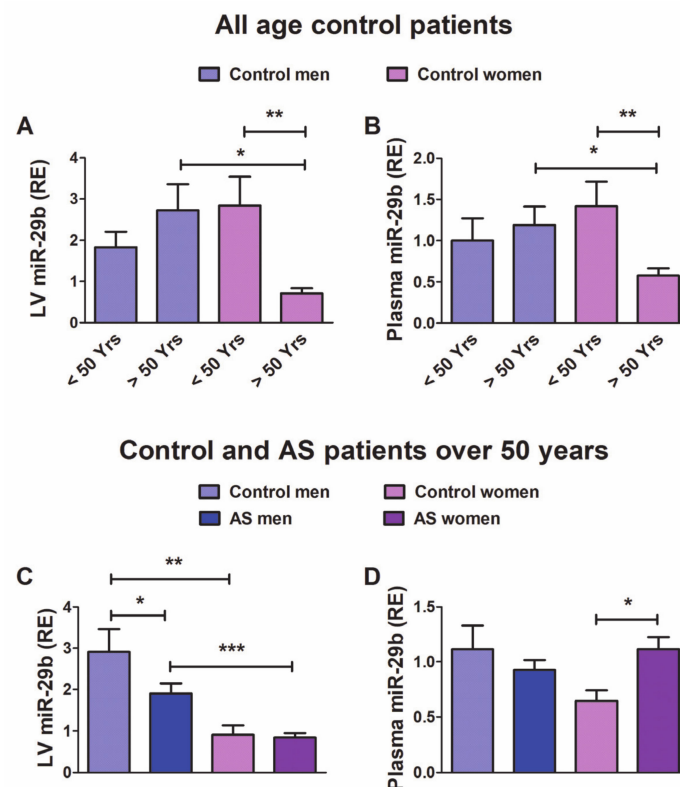 All age control patients
Control men Control women
A
**
*
LV miR-29b (RE)
4
3
2
1
0
< 50 Yrs > 50 Yrs < 50 Yrs > 50 Yrs
B
**
*
Plasma miR-29b (RE)
2.0
1.5
1.0
0.5
0.0
< 50 Yrs > 50 Yrs < 50 Yrs > 50 Yrs
Control and AS patients over 50 years
Control men Control women
AS men AS women
C
**
*
***
LV miR-29b (RE)
4
3
2
1
0
D
*
Plasma miR-29b (RE)
1.5
1.0
0.5
0.0